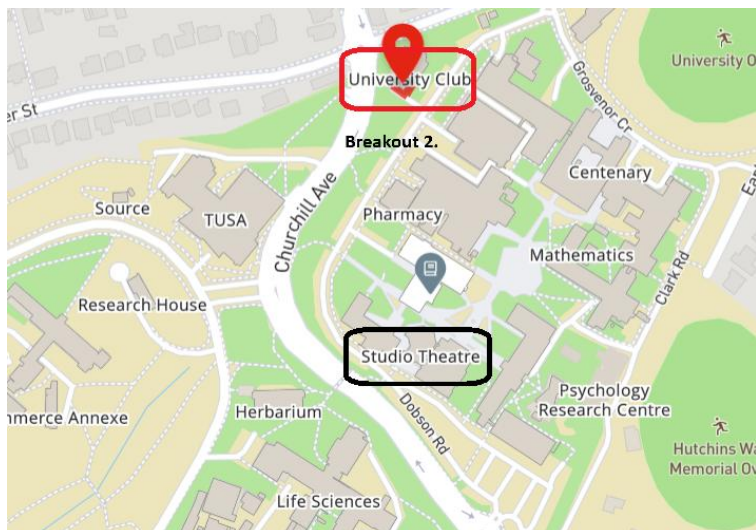 University O
University Club
er St
Grosvenor Cr
Breakout 2.
Centenary
Ea
Source
TUSA
Churchill Ave
Pharmacy
Mathematics
Clark Rd
Research House
Studio Theatre
Psychology
Research Centre
mmerce Annexe
Herbarium
Dobson Rd
Hutchins Wa
Memorial Ov
Life Sciences